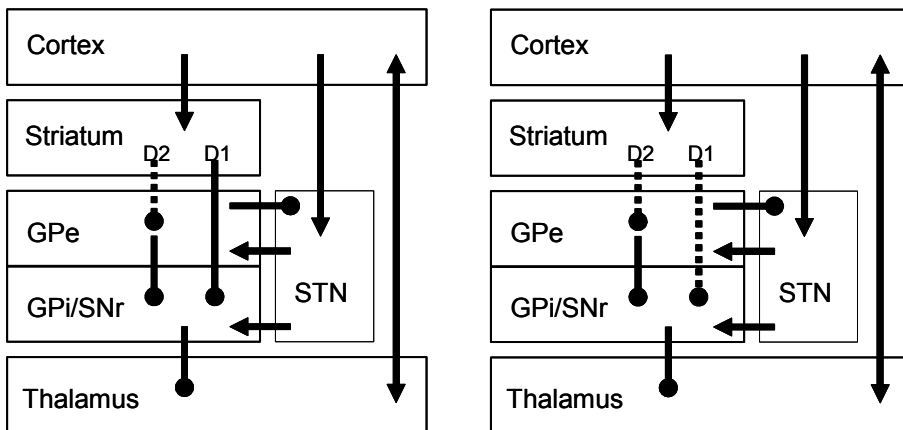 Cortex
Striatum
D2 D1
GPe
GPi/SNr
STN
Thalamus
Cortex
Striatum
D2 D1
GPe
GPi/SNr
STN
Thalamus